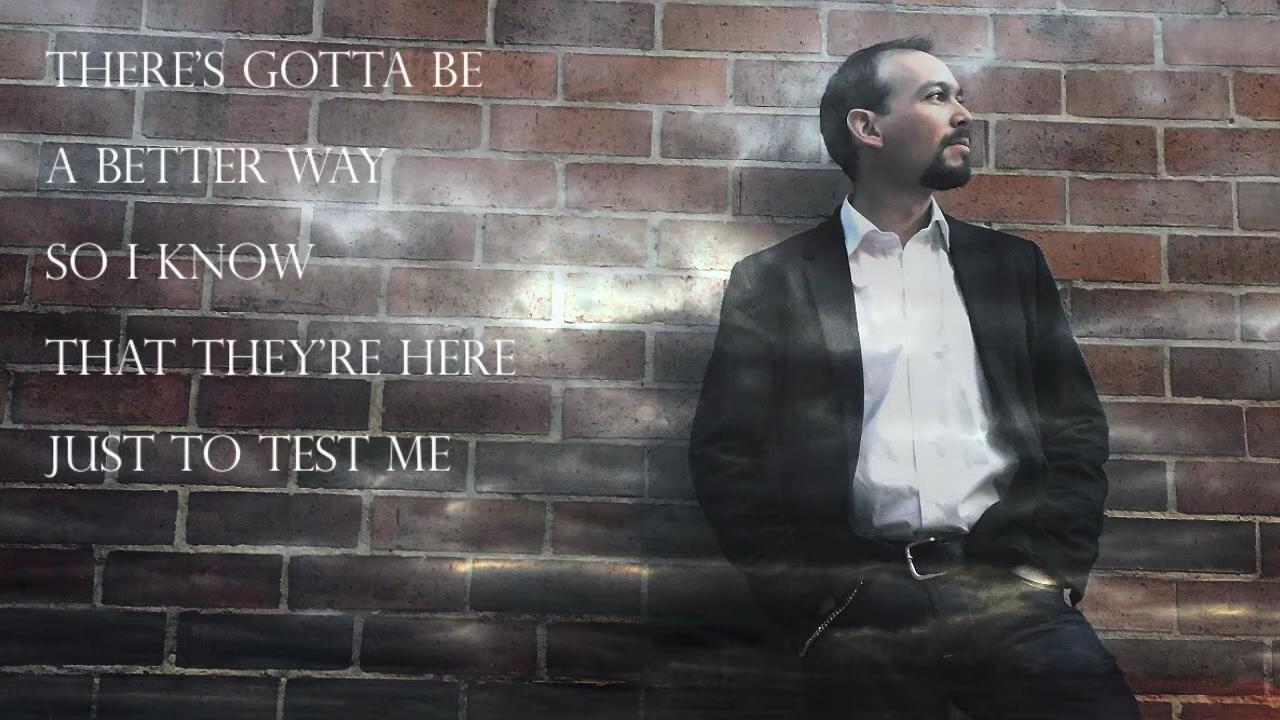 THERE'S GOTTA BE
A BETTER WAY
SO I KNOW
THAT THEY'RE HERE
JUST TO TEST ME